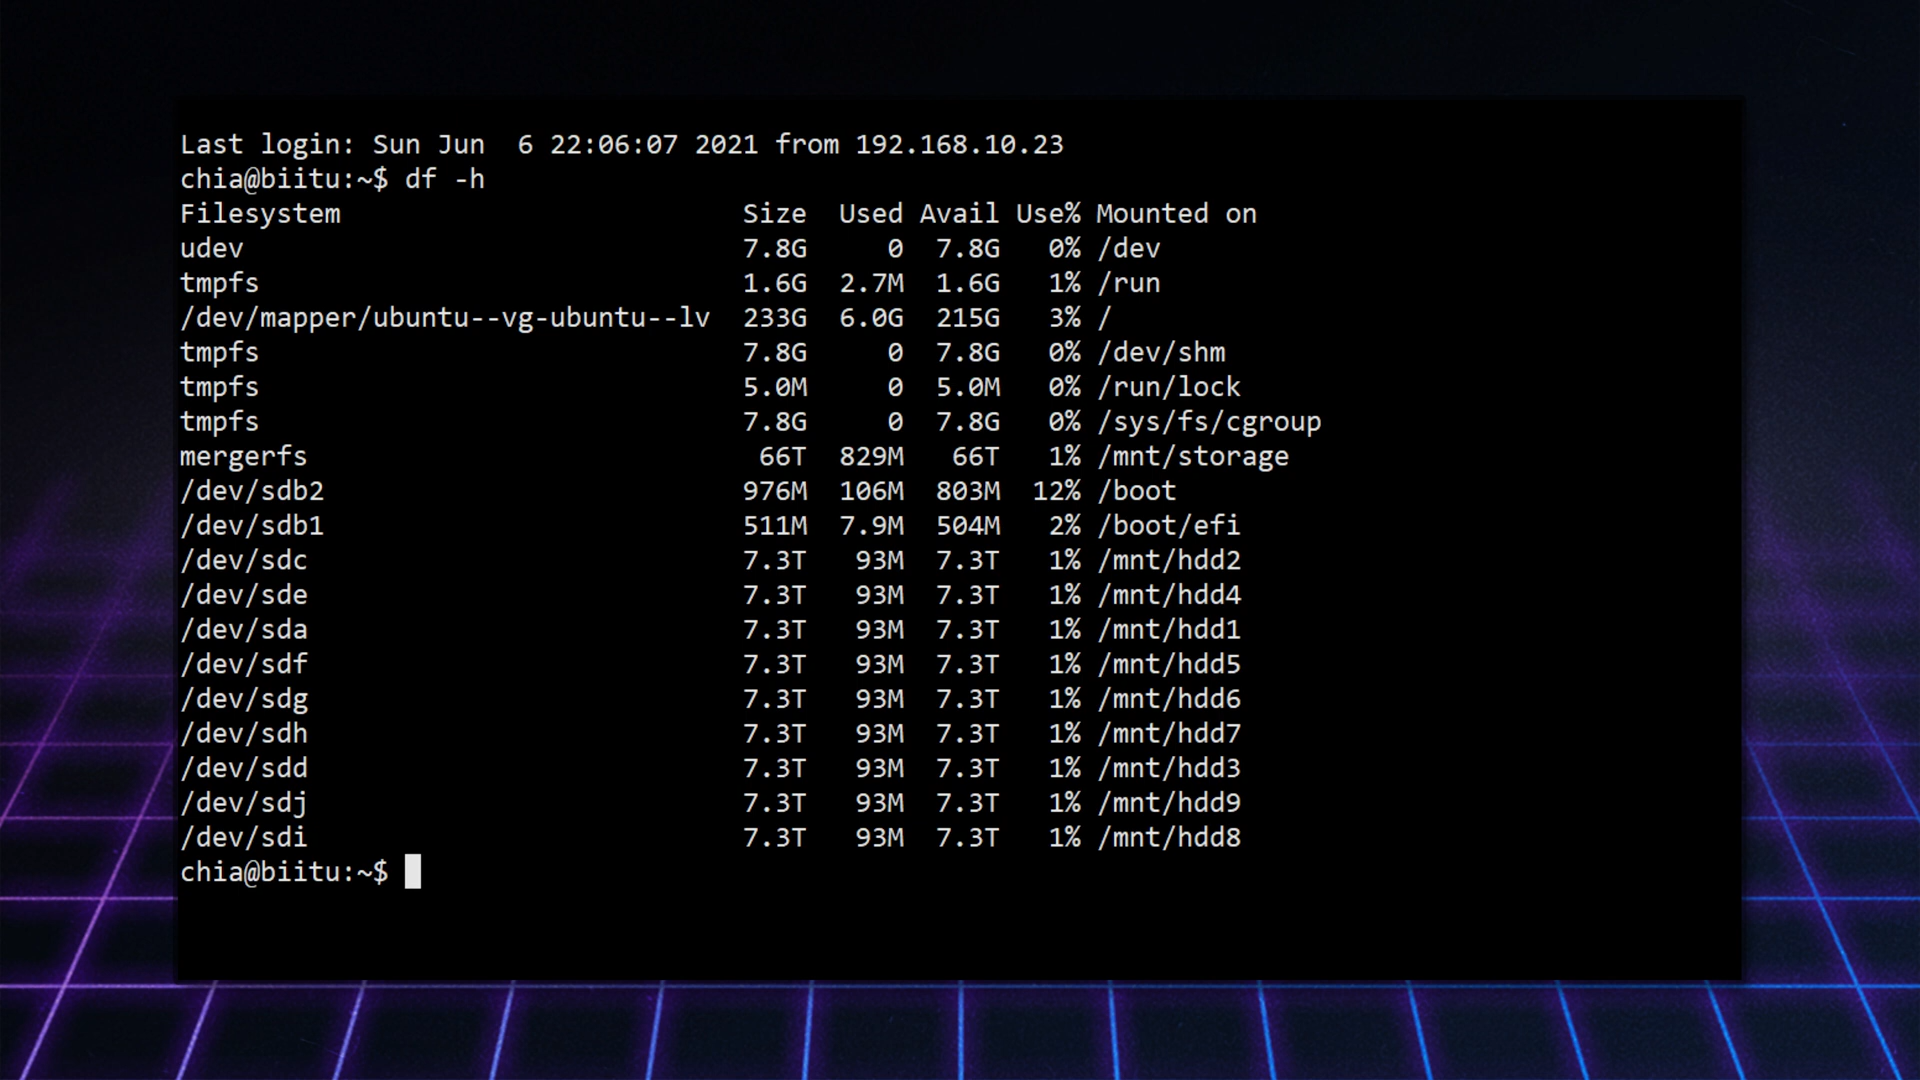 Last login: Sun Jun  6 22:06:07 2021 from 192.168.10.23
chia@biitu:~$ df -h
Filesystem                         Size  Used Avail Use% Mounted on
udev                               7.8G     0  7.8G   0% /dev
tmpfs                              1.6G  2.7M  1.6G   1% /run
/dev/mapper/ubuntu--vg-ubuntu--lv  233G  6.0G  215G   3% /
tmpfs                              7.8G     0  7.8G   0% /dev/shm
tmpfs                              5.0M     0  5.0M   0% /run/lock
tmpfs                              7.8G     0  7.8G   0% /sys/fs/cgroup
mergerfs                            66T  829M   66T   1% /mnt/storage
/dev/sdb2                          976M  106M  803M  12% /boot
/dev/sdb1                          511M  7.9M  504M   2% /boot/efi
/dev/sdc                           7.3T   93M  7.3T   1% /mnt/hdd2
/dev/sde                           7.3T   93M  7.3T   1% /mnt/hdd4
/dev/sda                           7.3T   93M  7.3T   1% /mnt/hdd1
/dev/sdf                           7.3T   93M  7.3T   1% /mnt/hdd5
/dev/sdg                           7.3T   93M  7.3T   1% /mnt/hdd6
/dev/sdh                           7.3T   93M  7.3T   1% /mnt/hdd7
/dev/sdd                           7.3T   93M  7.3T   1% /mnt/hdd3
/dev/sdj                           7.3T   93M  7.3T   1% /mnt/hdd9
/dev/sdi                           7.3T   93M  7.3T   1% /mnt/hdd8
chia@biitu:~$